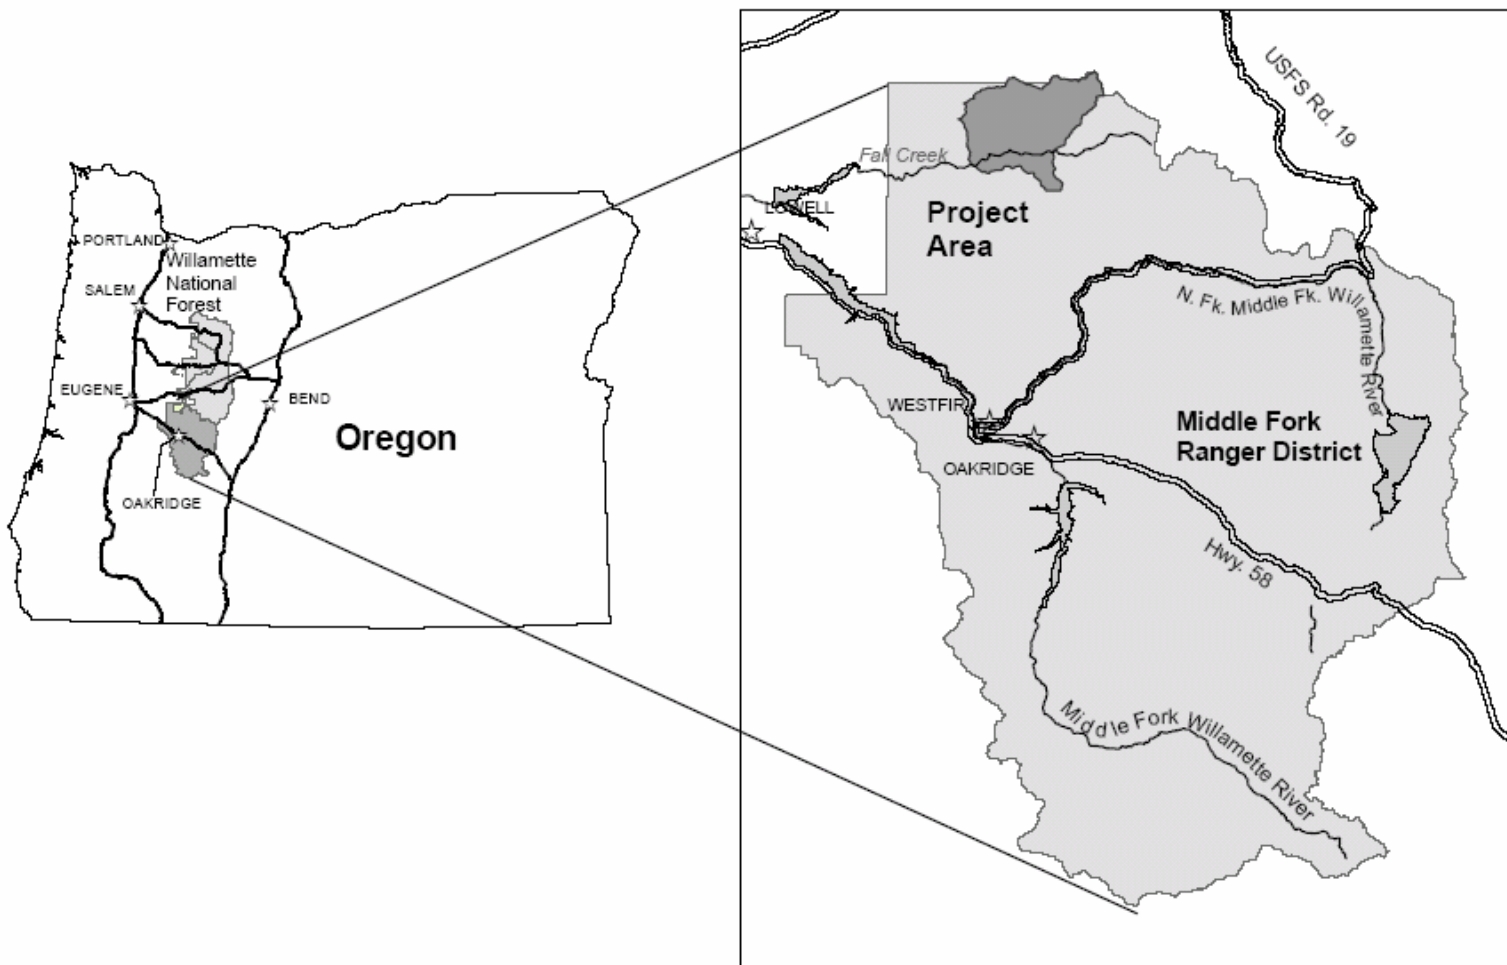 PORTLAND
Willamette
National
Forest
SALEM
EUGENE
BEND
Oregon
OAKRIDGE
USFS Rd. 19
Fall Creek
LOWELL
Project
Area
N. Fk. Middle Fk. Willamette River
WESTFIR
Middle Fork
Ranger District
OAKRIDGE
Hwy. 58
Middle Fork Willamette River